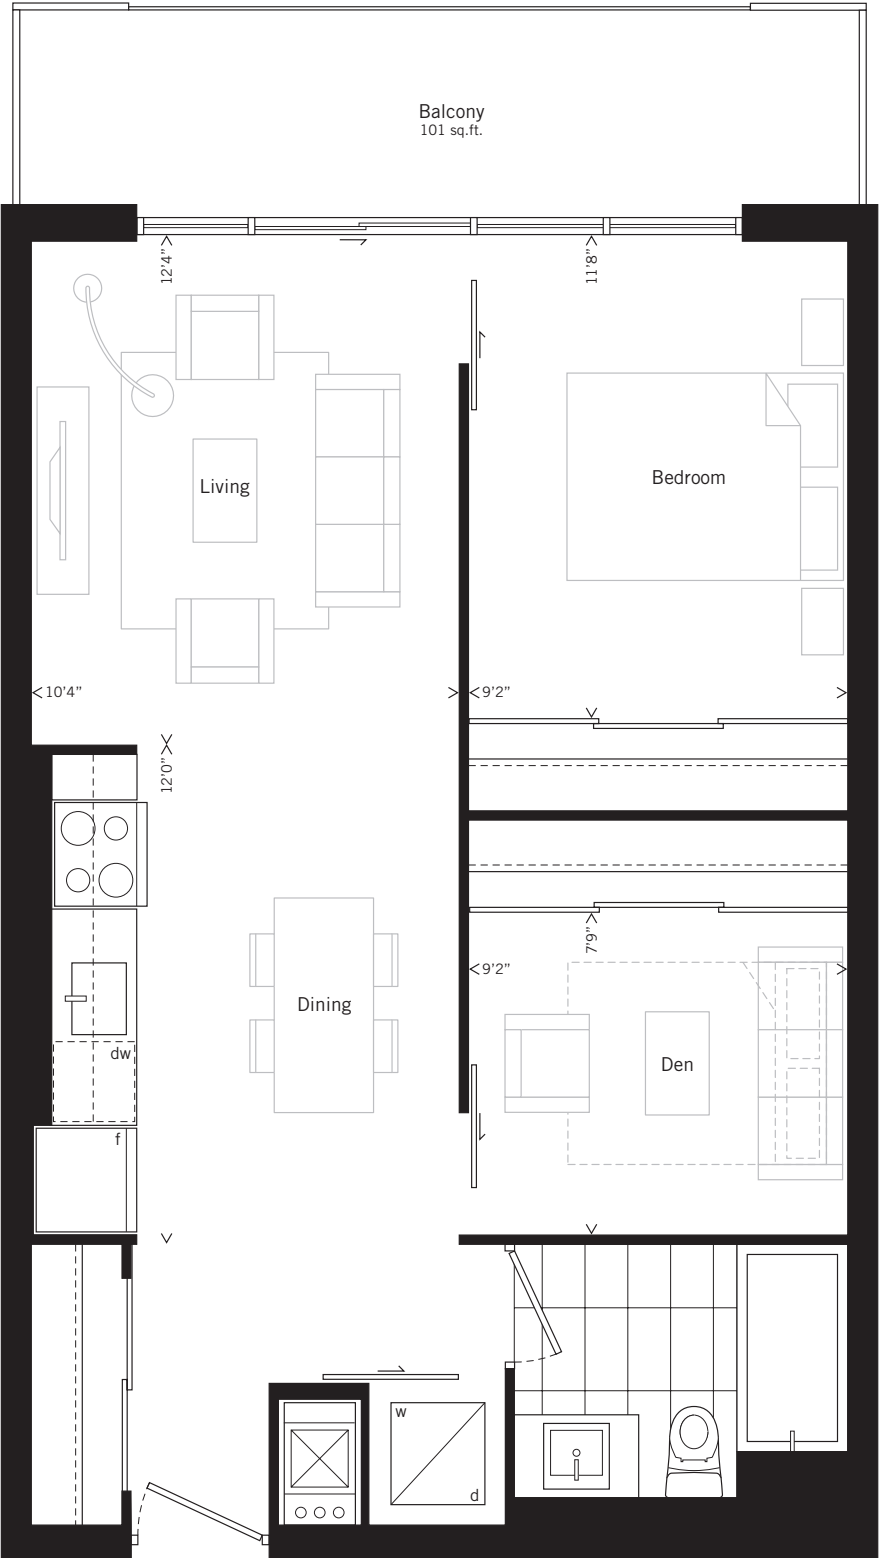 Balcony
101 sq.ft.
12’4”
11’8”
Living
Bedroom
10’4”
9’2”
12’0”
7’9”
9’2”
Dining
Den
dw
f
w
d